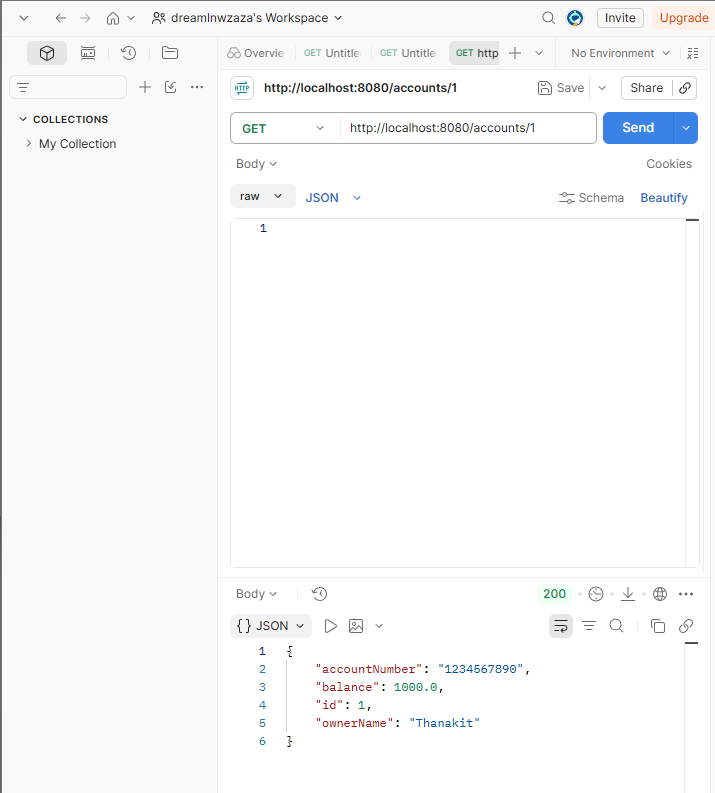 dreamlnwzaza's Workspace
Invite
Upgrade
Overvie
GET Untitle
GET Untitle
GET http
No Environment
HTTP
http://localhost:8080/accounts/1
Save
Share
COLLECTIONS
My Collection
GET
http://localhost:8080/accounts/1
Send
Body
Cookies
raw
JSON
Schema
Beautify
1
Body
200
{} JSON
1 {
2 "accountNumber": "1234567890",
3 "balance": 1000.0,
4 "id": 1,
5 "ownerName": "Thanakit"
6 }